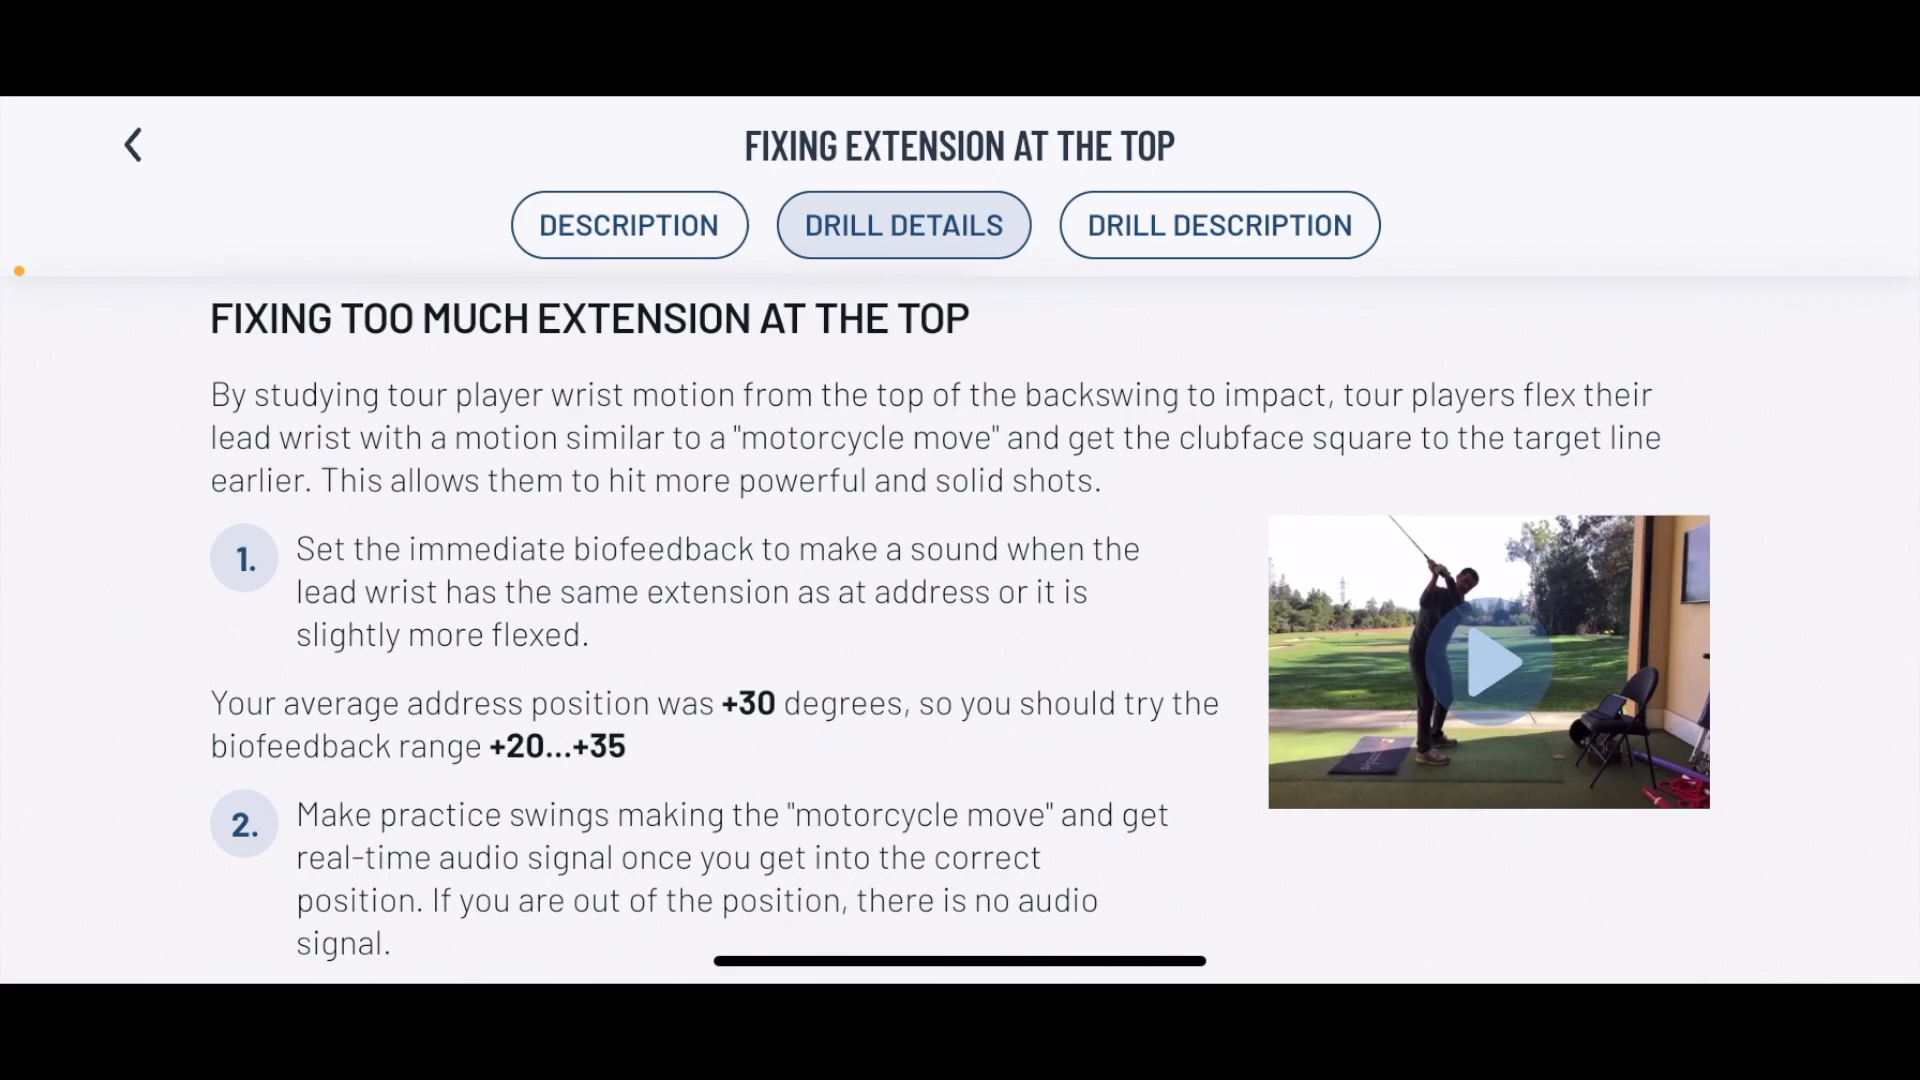 FIXING EXTENSION AT THE TOP
DESCRIPTION
DRILL DETAILS
DRILL DESCRIPTION
FIXING TOO MUCH EXTENSION AT THE TOP
By studying tour player wrist motion from the top of the backswing to impact, tour players flex their
lead wrist with a motion similar to a "motorcycle move" and get the clubface square to the target line
earlier. This allows them to hit more powerful and solid shots.
1. Set the immediate biofeedback to make a sound when the
lead wrist has the same extension as at address or it is
slightly more flexed.
Your average address position was +30 degrees, so you should try the
biofeedback range +20...+35
2. Make practice swings making the "motorcycle move" and get
real-time audio signal once you get into the correct
position. If you are out of the position, there is no audio
signal.